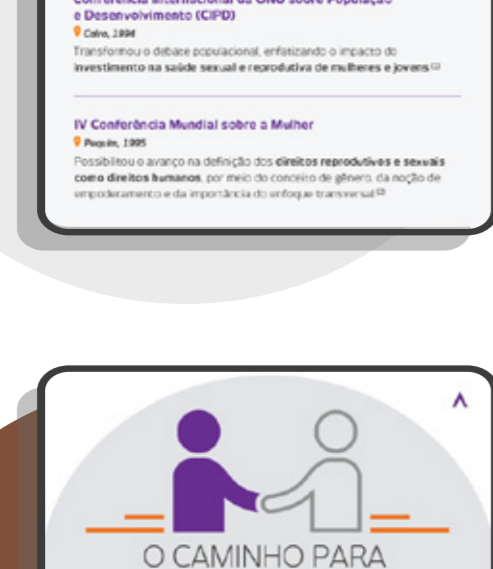 Conferência Internacional da ONU sobre População
e Desenvolvimento (CIPD)
Cairo, 1994
Transformou o debate populacional, enfatizando o impacto do
investimento na saúde sexual e reprodutiva de mulheres e jovens
IV Conferência Mundial sobre a Mulher
Pequim, 1995
Possibilitou o avanço na definição dos direitos reprodutivos e sexuais
como direitos humanos, por meio do conceito de gênero, da noção de
empoderamento e da importância do enfoque transversal
O CAMINHO PARA